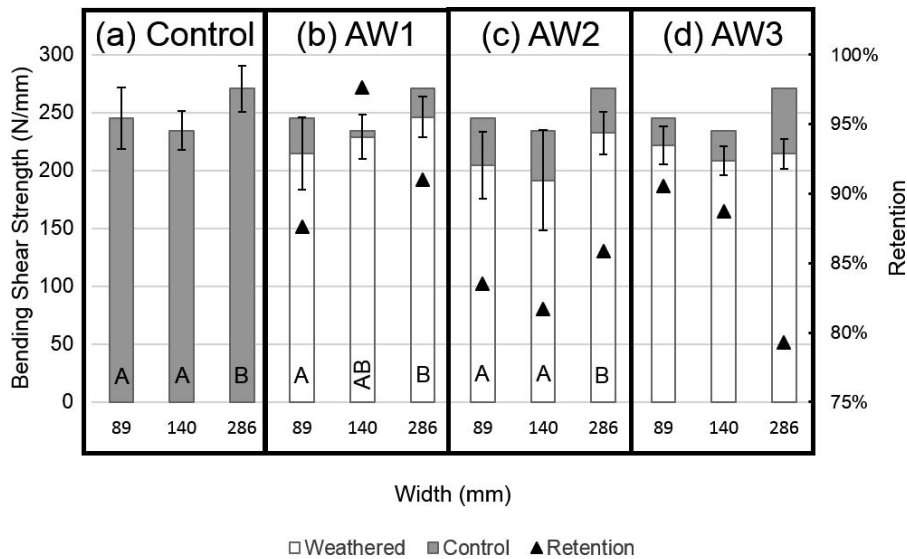 (a) Control (b) AW1 (c) AW2 (d) AW3
Bending Shear Strength (N/mm)
300
250
200
150
100
50
0
A A B
A AB B
A A B
89 140 286 89 140 286 89 140 286 89 140 286
100%
95%
90%
85%
80%
75%
Retention
Width (mm)
Weathered Control Retention